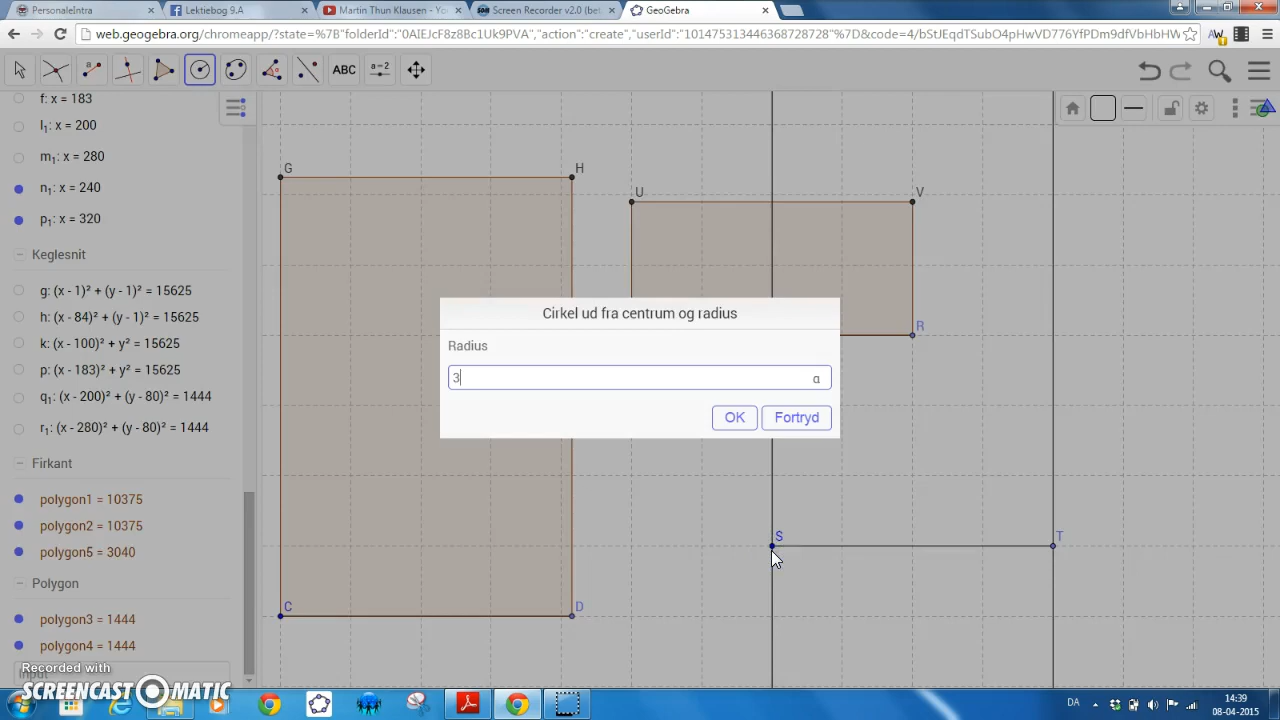 PersonaleIntra
Lektiebog 9.A
Martin Thun Klausen - Yo
Screen Recorder v2.0 (be
GeoGebra
web.geogebra.org/chromeapp/?state=%7B"folderId":"0AIEJcF8z8Bc1Uk9PVA","action":"create","userId":"101475313446368728728"%7D&code=4/bStJEqdTSubO4pHwVD776YfPDm9dfVbHbHW
ABC
a=2
f: x = 183
l₁: x = 200
m₁: x = 280
n₁: x = 240
p₁: x = 320
Keglesnit
g: (x - 1)² + (y - 1)² = 15625
h: (x - 84)² + (y - 1)² = 15625
k: (x - 100)² + y² = 15625
p: (x - 183)² + y² = 15625
q₁: (x - 200)² + (y - 80)² = 1444
r₁: (x - 280)² + (y - 80)² = 1444
Firkant
polygon1 = 10375
polygon2 = 10375
polygon5 = 3040
Polygon
polygon3 = 1444
polygon4 = 1444
Input
G
H
U
V
R
S
T
C
D
Cirkel ud fra centrum og radius
Radius
3
α
OK
Fortryd
Recorded with
SCREENCAST MATIC
DA
14:39
08-04-2015